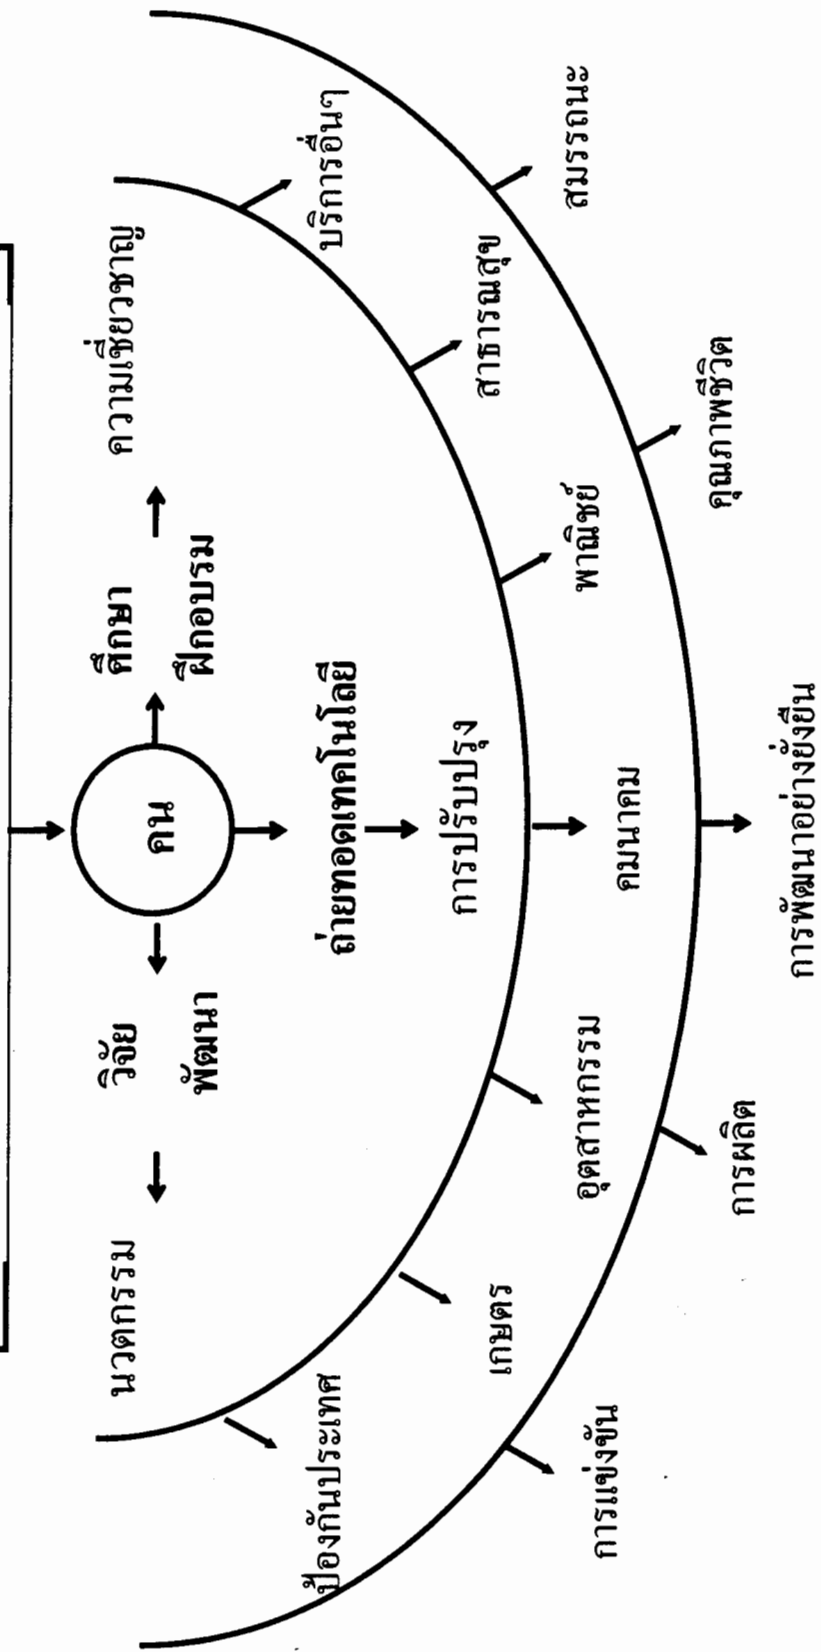 คน
วิจัย
พัฒนา
ศึกษา
ฝึกอบรม
นวตกรรม
ความเชี่ยวชาญ
ถ่ายทอดเทคโนโลยี
การปรับปรุง
ป้องกันประเทศ
เกษตร
อุตสาหกรรม
คมนาคม
พาณิชย์
สาธารณสุข
บริการอื่นๆ
การแข่งขัน
การผลิต
การพัฒนาอย่างยั่งยืน
คุณภาพชีวิต
สมรรถนะ